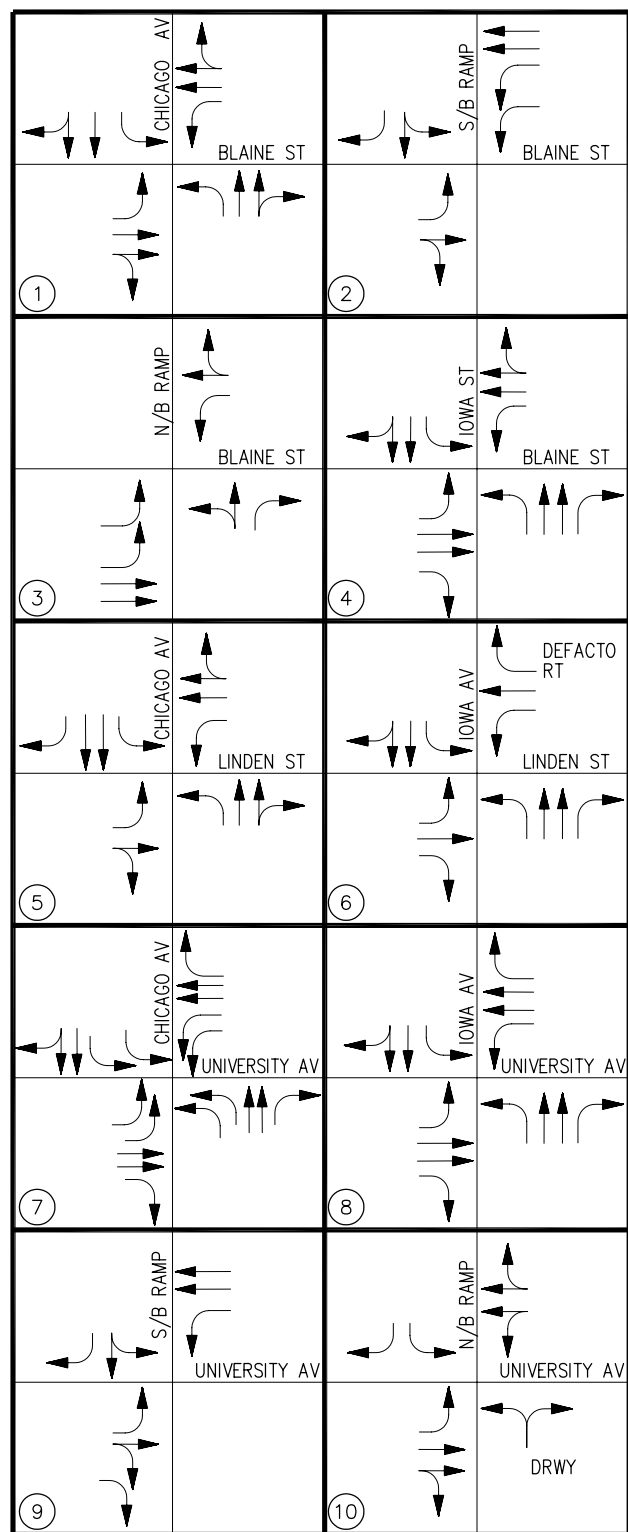 CHICAGO AV
BLAINE ST
1
S/B RAMP
BLAINE ST
2
N/B RAMP
BLAINE ST
3
IOWA ST
BLAINE ST
4
CHICAGO AV
LINDEN ST
5
DEFACTO
RT
IOWA AV
LINDEN ST
6
CHICAGO AV
UNIVERSITY AV
7
IOWA AV
UNIVERSITY AV
8
S/B RAMP
UNIVERSITY AV
9
N/B RAMP
UNIVERSITY AV
DRWY
10